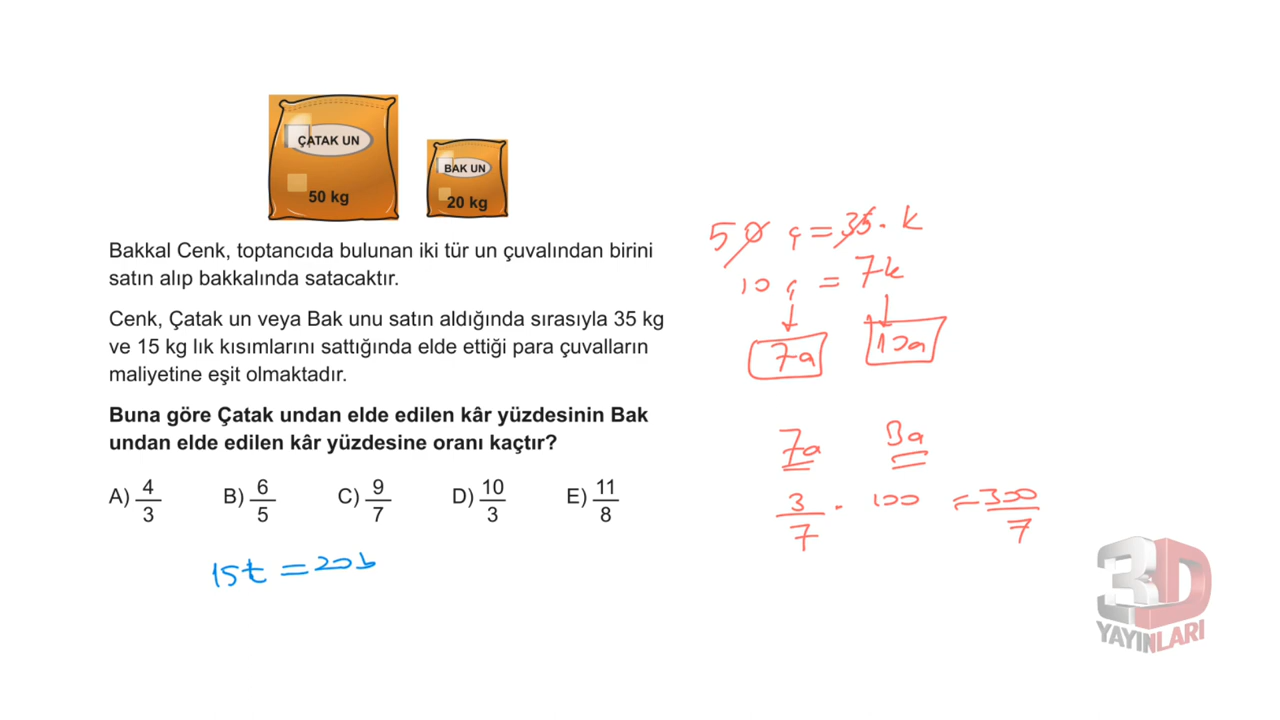 ÇATAK UN
50 kg
BAK UN
20 kg
Bakkal Cenk, toptancıda bulunan iki tür un çuvalından birini
satın alıp bakkalında satacaktır.
Cenk, Çatak un veya Bak unu satın aldığında sırasıyla 35 kg
ve 15 kg lık kısımlarını sattığında elde ettiği para çuvalların
maliyetine eşit olmaktadır.
Buna göre Çatak undan elde edilen kâr yüzdesinin Bak
undan elde edilen kâr yüzdesine oranı kaçtır?
A) 4/3 B) 6/5 C) 9/7 D) 10/3 E) 11/8
15t = 20b
50 ç = 35 . k
10 ç = 7k
7a 10a
7a 3a
3/7 . 100 = 300/7
3D
YAYINLARI